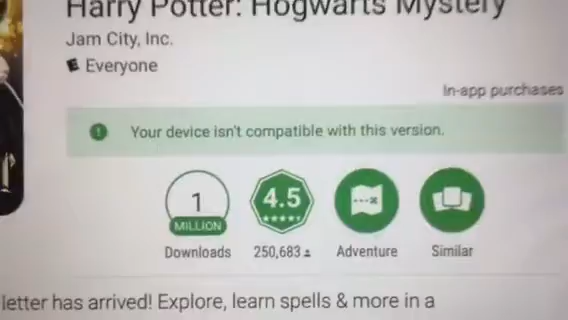 Harry Potter: Hogwarts Mystery
Jam City, Inc.
E Everyone
In-app purchases
! Your device isn't compatible with this version.
1
MILLION
4.5
Downloads
250,683
Adventure
Similar
letter has arrived! Explore, learn spells & more in a